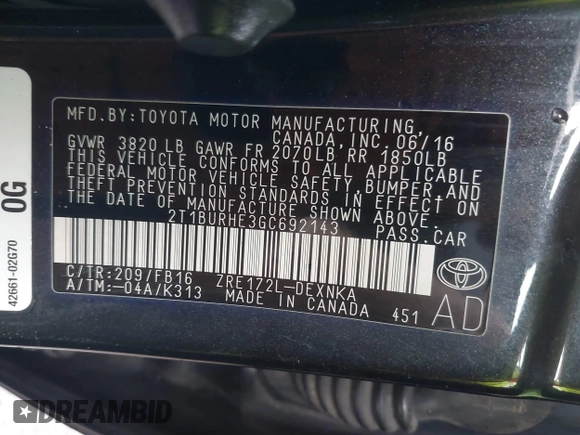 MFD.BY:TOYOTA MOTOR MANUFACTURING,
CANADA,INC.06/16
GVWR 3820LB GAWR FR 2070LB RR 1850LB
THIS VEHICLE CONFORMS TO ALL APPLICABLE
FEDERAL MOTOR VEHICLE SAFETY,BUMPER,AND
THEFT PREVENTION STANDARDS IN EFFECT ON
THE DATE OF MANUFACTURE SHOWN ABOVE.
2T1BURHE3GC692143 PASS.CAR
C/TR:209/FB16 ZRE172L-DEXNKA
A/TM:-04A/K313 MADE IN CANADA 451
AD
0G
42661-02G70
DREAMBID